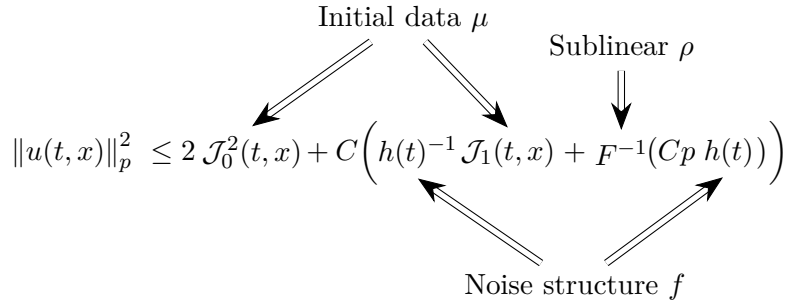 Initial data μ
Sublinear ρ
‖u(t, x)‖²ₚ ≤ 2 𝒥₀²(t, x) + C(h(t)⁻¹ 𝒥₁(t, x) + F⁻¹(Cp h(t)))
Noise structure f